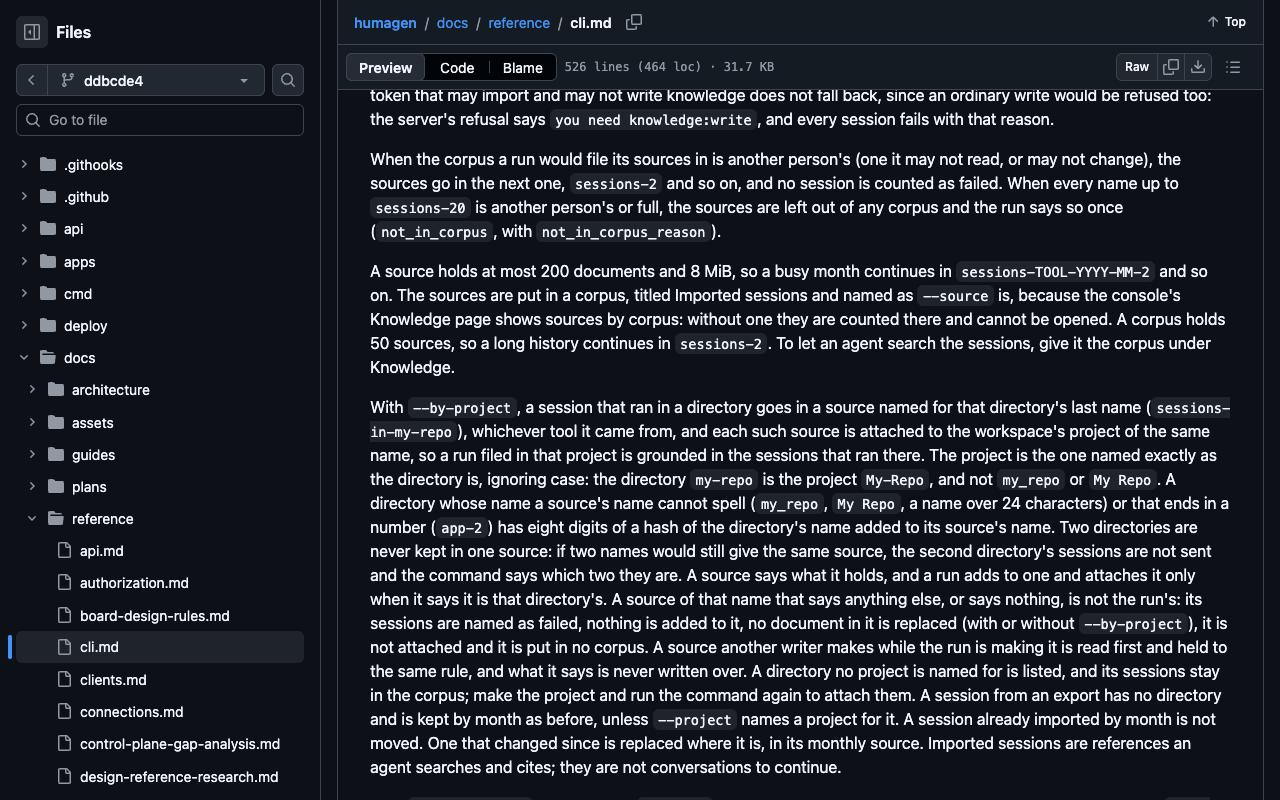 Files
ddbcde4
Go to file
.githooks
.github
api
apps
cmd
deploy
docs
architecture
assets
guides
plans
reference
api.md
authorization.md
board-design-rules.md
cli.md
clients.md
connections.md
control-plane-gap-analysis.md
design-reference-research.md
humagen / docs / reference / cli.md
Top
Preview Code Blame 526 lines (464 loc) · 31.7 KB
Raw
token that may import and may not write knowledge does not fall back, since an ordinary write would be refused too:
the server's refusal says you need knowledge:write, and every session fails with that reason.
When the corpus a run would file its sources in is another person's (one it may not read, or may not change), the
sources go in the next one, sessions-2 and so on, and no session is counted as failed. When every name up to
sessions-20 is another person's or full, the sources are left out of any corpus and the run says so once
(not_in_corpus, with not_in_corpus_reason).
A source holds at most 200 documents and 8 MiB, so a busy month continues in sessions-TOOL-YYYY-MM-2 and so
on. The sources are put in a corpus, titled Imported sessions and named as --source is, because the console's
Knowledge page shows sources by corpus: without one they are counted there and cannot be opened. A corpus holds
50 sources, so a long history continues in sessions-2. To let an agent search the sessions, give it the corpus under
Knowledge.
With --by-project, a session that ran in a directory goes in a source named for that directory's last name (sessions-
in-my-repo), whichever tool it came from, and each such source is attached to the workspace's project of the same
name, so a run filed in that project is grounded in the sessions that ran there. The project is the one named exactly as
the directory is, ignoring case: the directory my-repo is the project My-Repo, and not my_repo or My Repo. A
directory whose name a source's name cannot spell (my_repo, My Repo, a name over 24 characters) or that ends in a
number (app-2) has eight digits of a hash of the directory's name added to its source's name. Two directories are
never kept in one source: if two names would still give the same source, the second directory's sessions are not sent
and the command says which two they are. A source says what it holds, and a run adds to one and attaches it only
when it says it is that directory's. A source of that name that says anything else, or says nothing, is not the run's: its
sessions are named as failed, nothing is added to it, no document in it is replaced (with or without --by-project), it is
not attached and it is put in no corpus. A source another writer makes while the run is making it is read first and held to
the same rule, and what it says is never written over. A directory no project is named for is listed, and its sessions stay
in the corpus; make the project and run the command again to attach them. A session from an export has no directory
and is kept by month as before, unless --project names a project for it. A session already imported by month is not
moved. One that changed since is replaced where it is, in its monthly source. Imported sessions are references an
agent searches and cites; they are not conversations to continue.